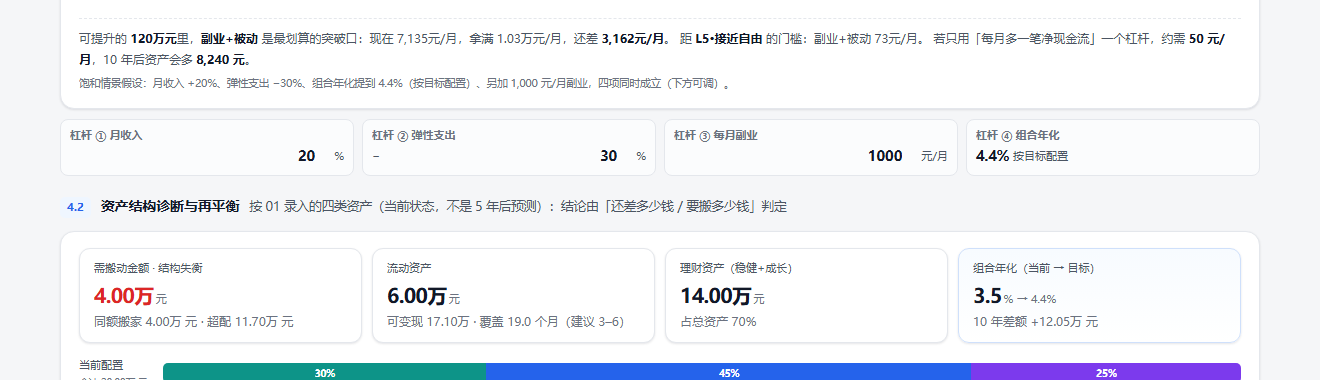 可提升的 120万元里，副业+被动 是最划算的突破口：现在 7,135元/月，拿满 1.03万元/月，还差 3,162元/月。 距 L5•接近自由 的门槛：副业+被动 73元/月。 若只用「每月多一笔净现金流」一个杠杆，约需 50 元/
月，10 年后资产会多 8,240 元。
饱和情景假设：月收入 +20%、弹性支出 −30%、组合年化提到 4.4%（按目标配置）、另加 1,000 元/月副业，四项同时成立（下方可调）。
杠杆 ① 月收入
20 %
杠杆 ② 弹性支出
− 30 %
杠杆 ③ 每月副业
1000 元/月
杠杆 ④ 组合年化
4.4% 按目标配置
4.2 资产结构诊断与再平衡 按 01 录入的四类资产（当前状态，不是 5 年后预测）：结论由「还差多少钱 / 要搬多少钱」判定
需搬动金额 · 结构失衡
4.00万 元
同额搬家 4.00万 元 · 超配 11.70万 元
流动资产
6.00万 元
可变现 17.10万 · 覆盖 19.0 个月（建议 3–6）
理财资产（稳健+成长）
14.00万 元
占总资产 70%
组合年化（当前 → 目标）
3.5 % → 4.4%
10 年差额 +12.05万 元
当前配置
30% 45% 25%